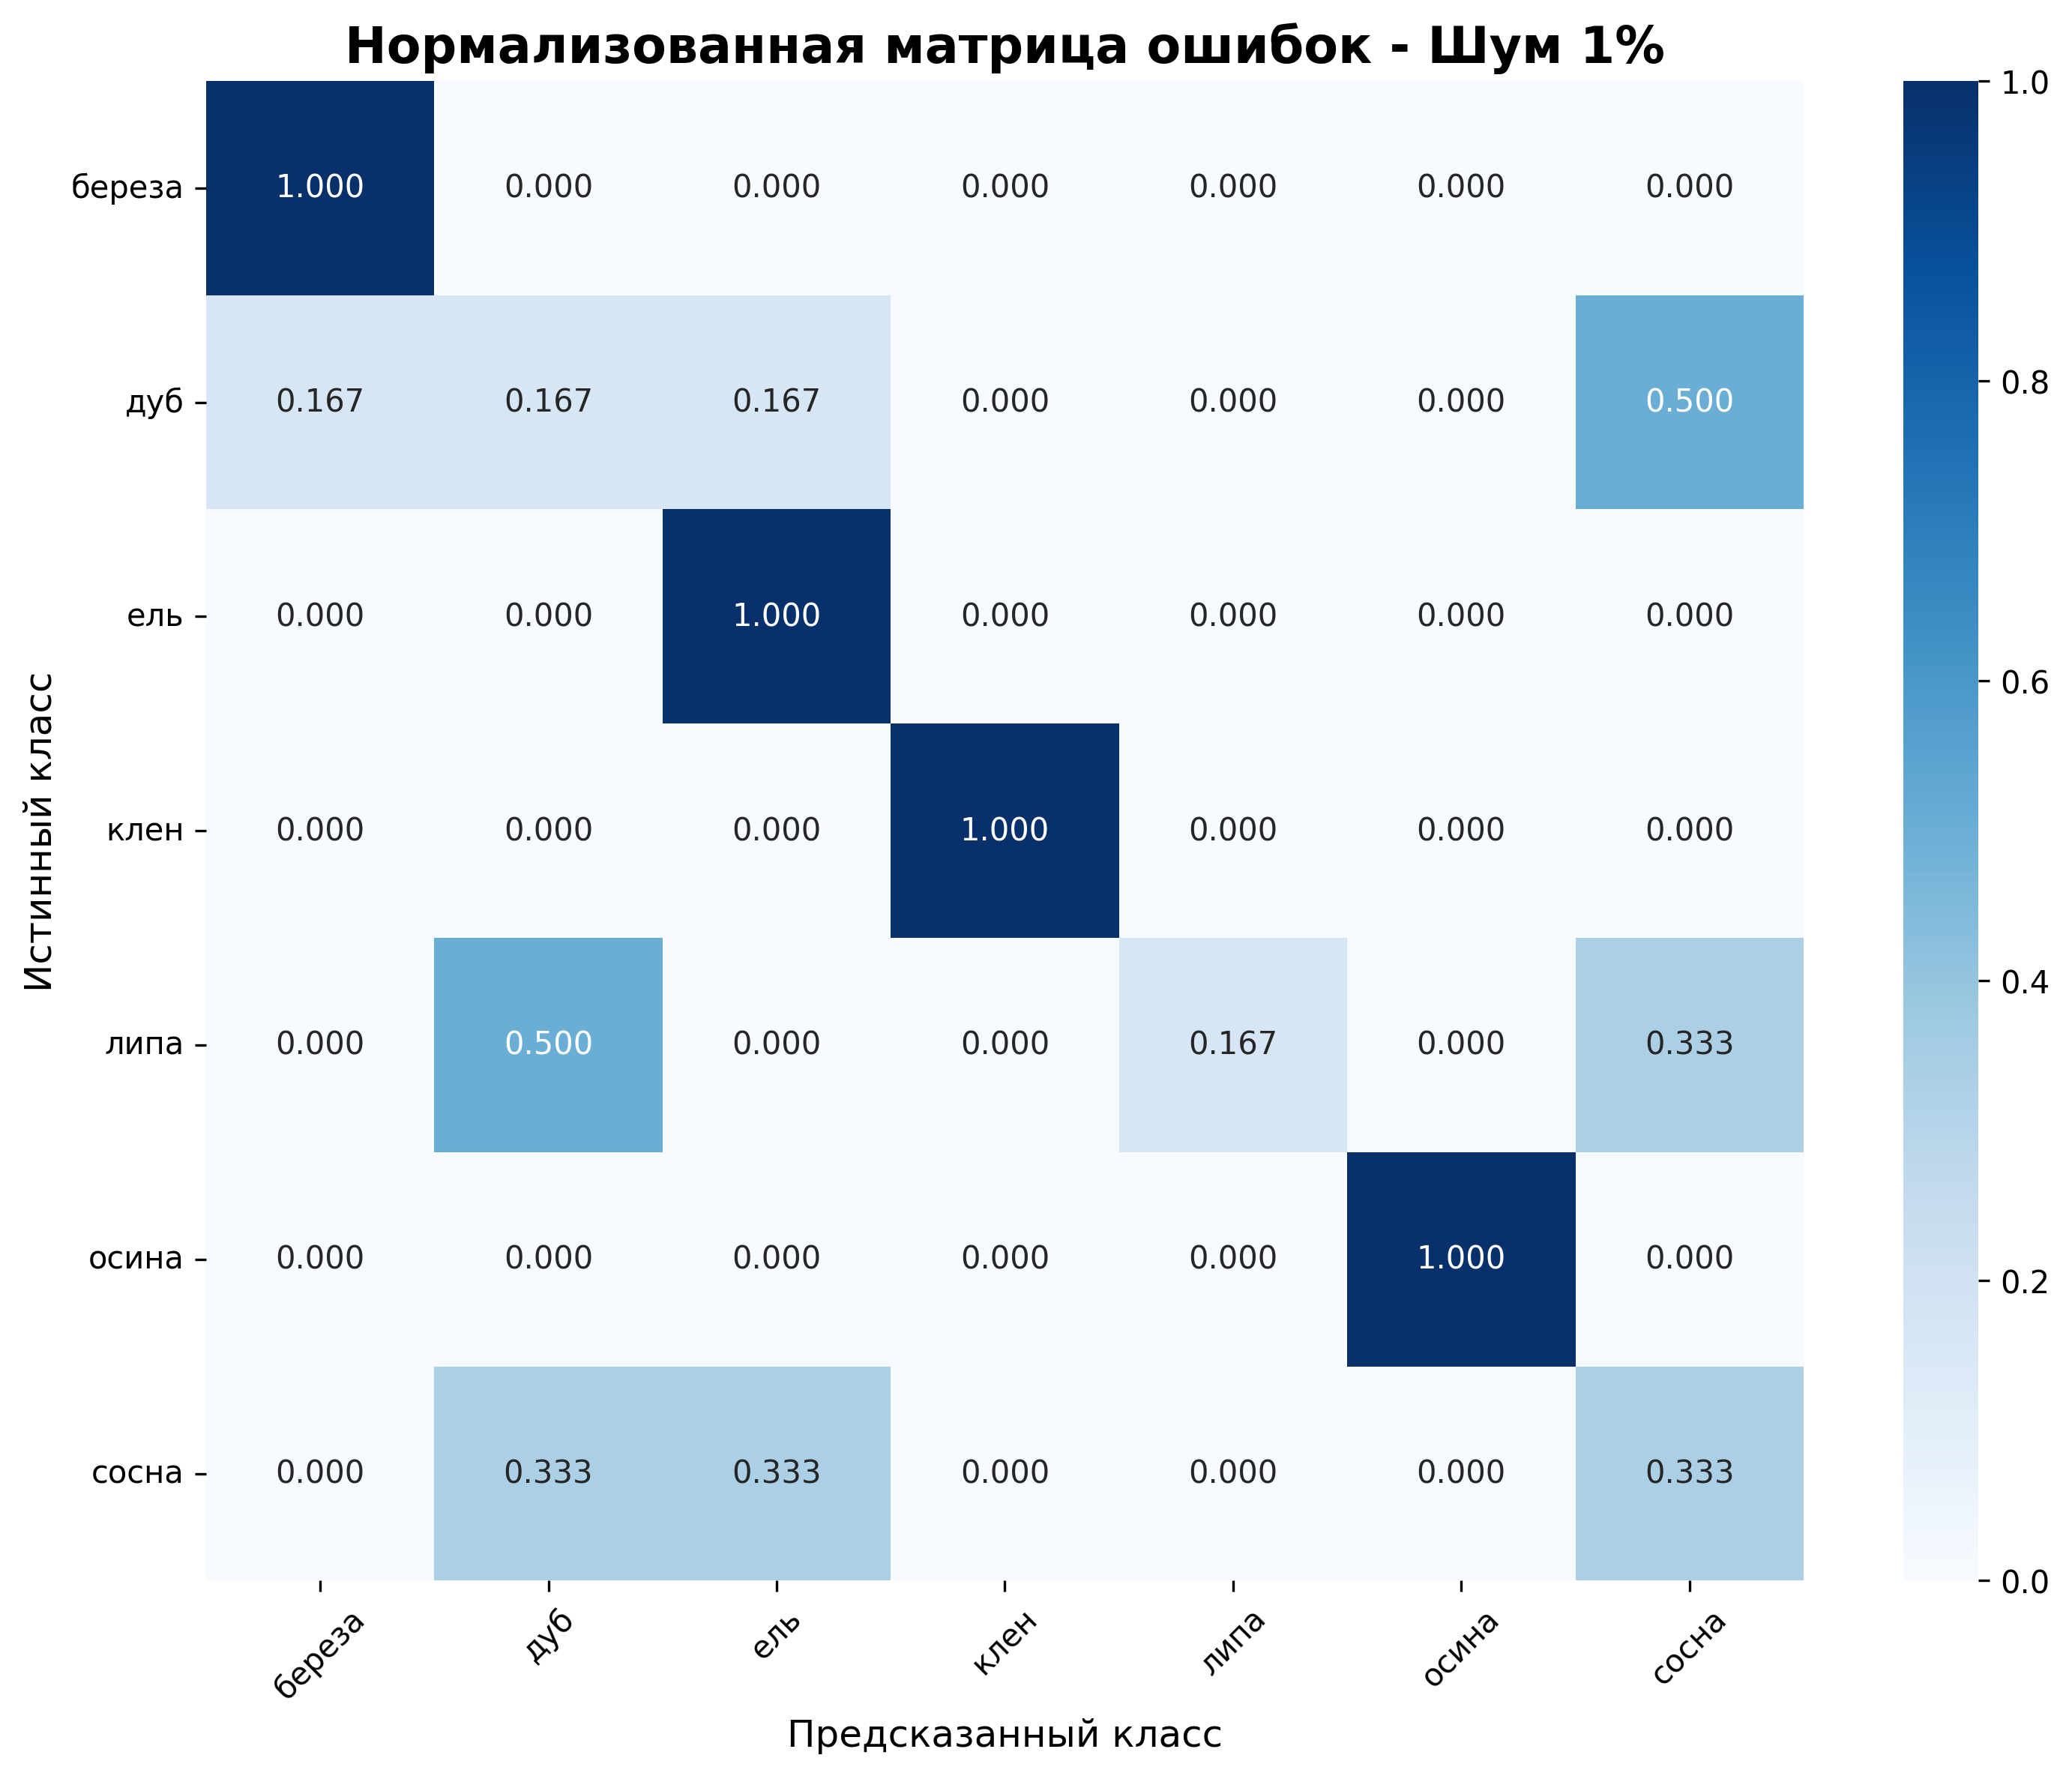 Нормализованная матрица ошибок - Шум 1%
Истинный класс
береза 1.000 0.000 0.000 0.000 0.000 0.000 0.000
дуб 0.167 0.167 0.167 0.000 0.000 0.000 0.500
ель 0.000 0.000 1.000 0.000 0.000 0.000 0.000
клен 0.000 0.000 0.000 1.000 0.000 0.000 0.000
липа 0.000 0.500 0.000 0.000 0.167 0.000 0.333
осина 0.000 0.000 0.000 0.000 0.000 1.000 0.000
сосна 0.000 0.333 0.333 0.000 0.000 0.000 0.333
береза дуб ель клен липа осина сосна
Предсказанный класс
1.0
0.8
0.6
0.4
0.2
0.0